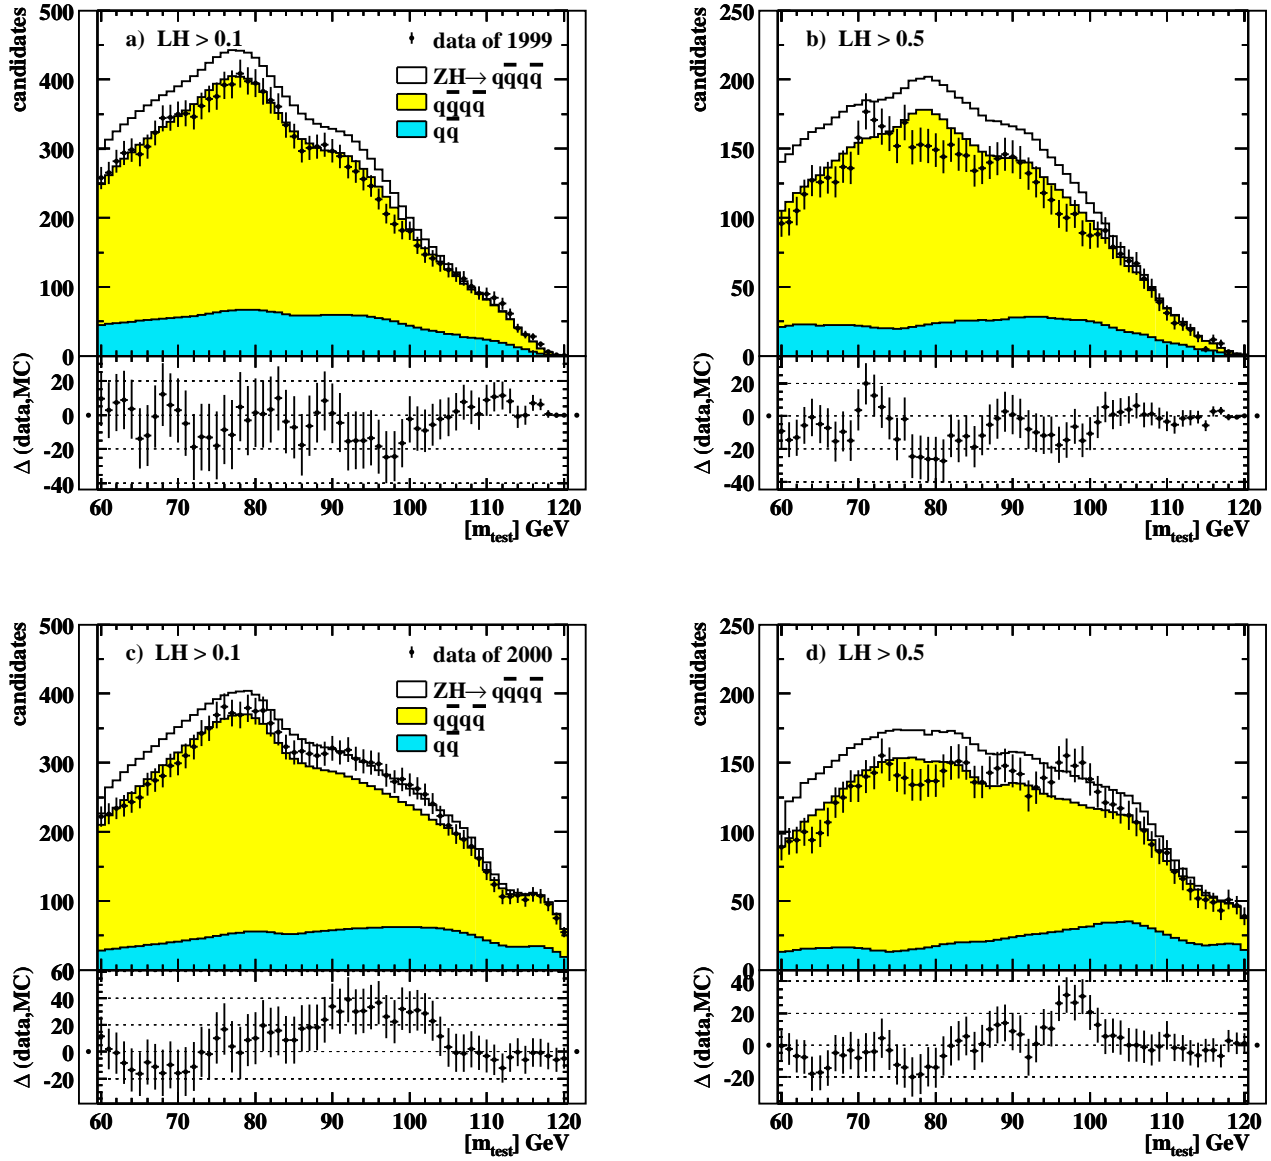 candidates
500
400
300
200
100
0
a) LH > 0.1
data of 1999
ZH→ qq̅qq̅
qq̅qq̅
qq̅
Δ (data,MC)
20
0
-20
-40
60 70 80 90 100 110 120
[m_test] GeV
candidates
250
200
150
100
50
0
b) LH > 0.5
Δ (data,MC)
20
0
-20
-40
60 70 80 90 100 110 120
[m_test] GeV
candidates
500
400
300
200
100
c) LH > 0.1
data of 2000
ZH→ qq̅qq̅
qq̅qq̅
qq̅
Δ (data,MC)
60
40
20
0
-20
60 70 80 90 100 110 120
[m_test] GeV
candidates
250
200
150
100
50
0
d) LH > 0.5
Δ (data,MC)
40
20
0
-20
60 70 80 90 100 110 120
[m_test] GeV